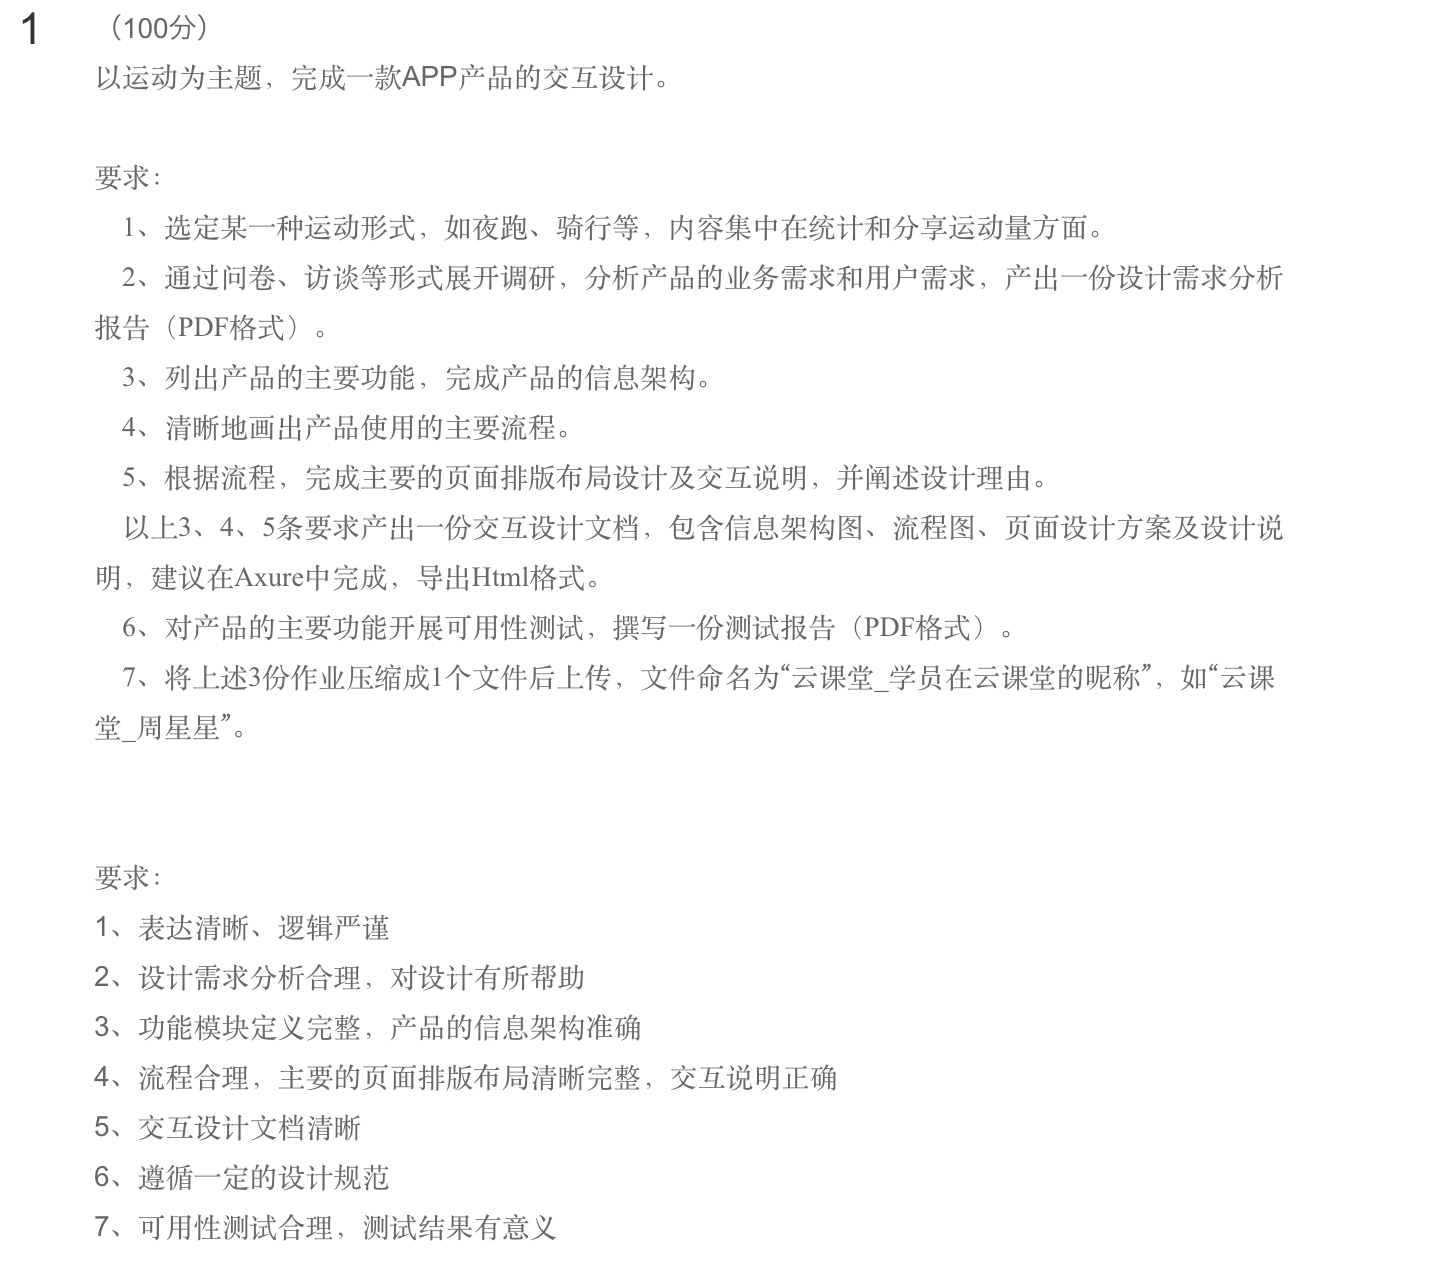 1 （100分）
以运动为主题，完成一款APP产品的交互设计。
要求：
1、选定某一种运动形式，如夜跑、骑行等，内容集中在统计和分享运动量方面。
2、通过问卷、访谈等形式展开调研，分析产品的业务需求和用户需求，产出一份设计需求分析
报告（PDF格式）。
3、列出产品的主要功能，完成产品的信息架构。
4、清晰地画出产品使用的主要流程。
5、根据流程，完成主要的页面排版布局设计及交互说明，并阐述设计理由。
以上3、4、5条要求产出一份交互设计文档，包含信息架构图、流程图、页面设计方案及设计说
明，建议在Axure中完成，导出Html格式。
6、对产品的主要功能开展可用性测试，撰写一份测试报告（PDF格式）。
7、将上述3份作业压缩成1个文件后上传，文件命名为“云课堂_学员在云课堂的昵称”，如“云课
堂_周星星”。
要求：
1、表达清晰、逻辑严谨
2、设计需求分析合理，对设计有所帮助
3、功能模块定义完整，产品的信息架构准确
4、流程合理，主要的页面排版布局清晰完整，交互说明正确
5、交互设计文档清晰
6、遵循一定的设计规范
7、可用性测试合理，测试结果有意义